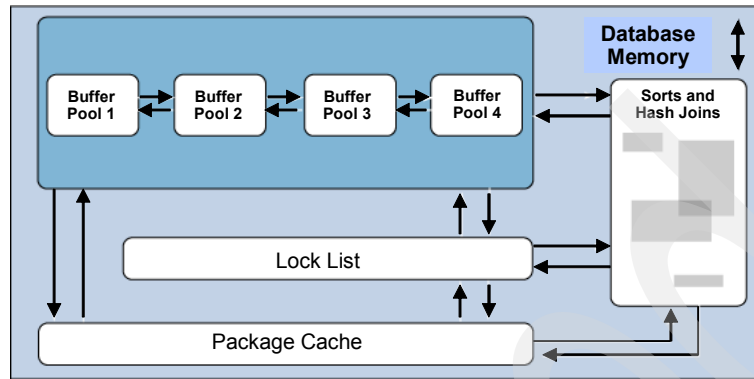 Database
Memory
Buffer
Pool 1
Buffer
Pool 2
Buffer
Pool 3
Buffer
Pool 4
Sorts and
Hash Joins
Lock List
Package Cache